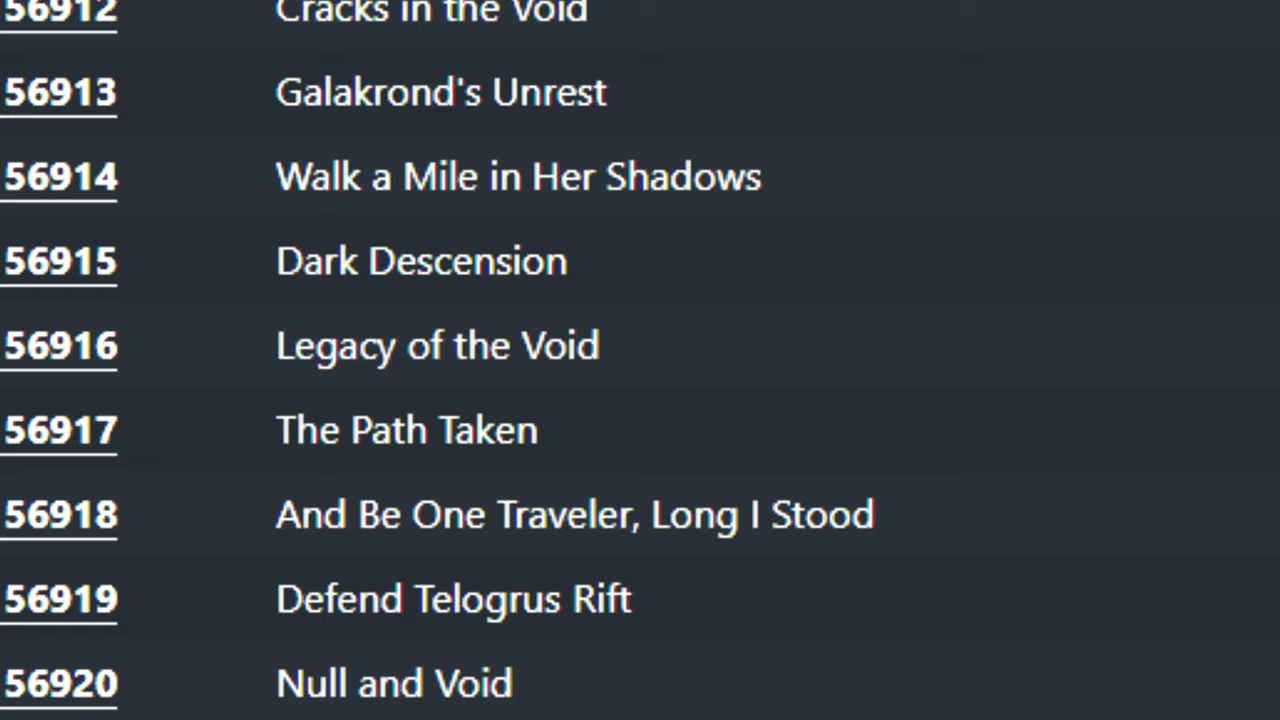 56912 Cracks in the Void
56913 Galakrond's Unrest
56914 Walk a Mile in Her Shadows
56915 Dark Descension
56916 Legacy of the Void
56917 The Path Taken
56918 And Be One Traveler, Long I Stood
56919 Defend Telogrus Rift
56920 Null and Void